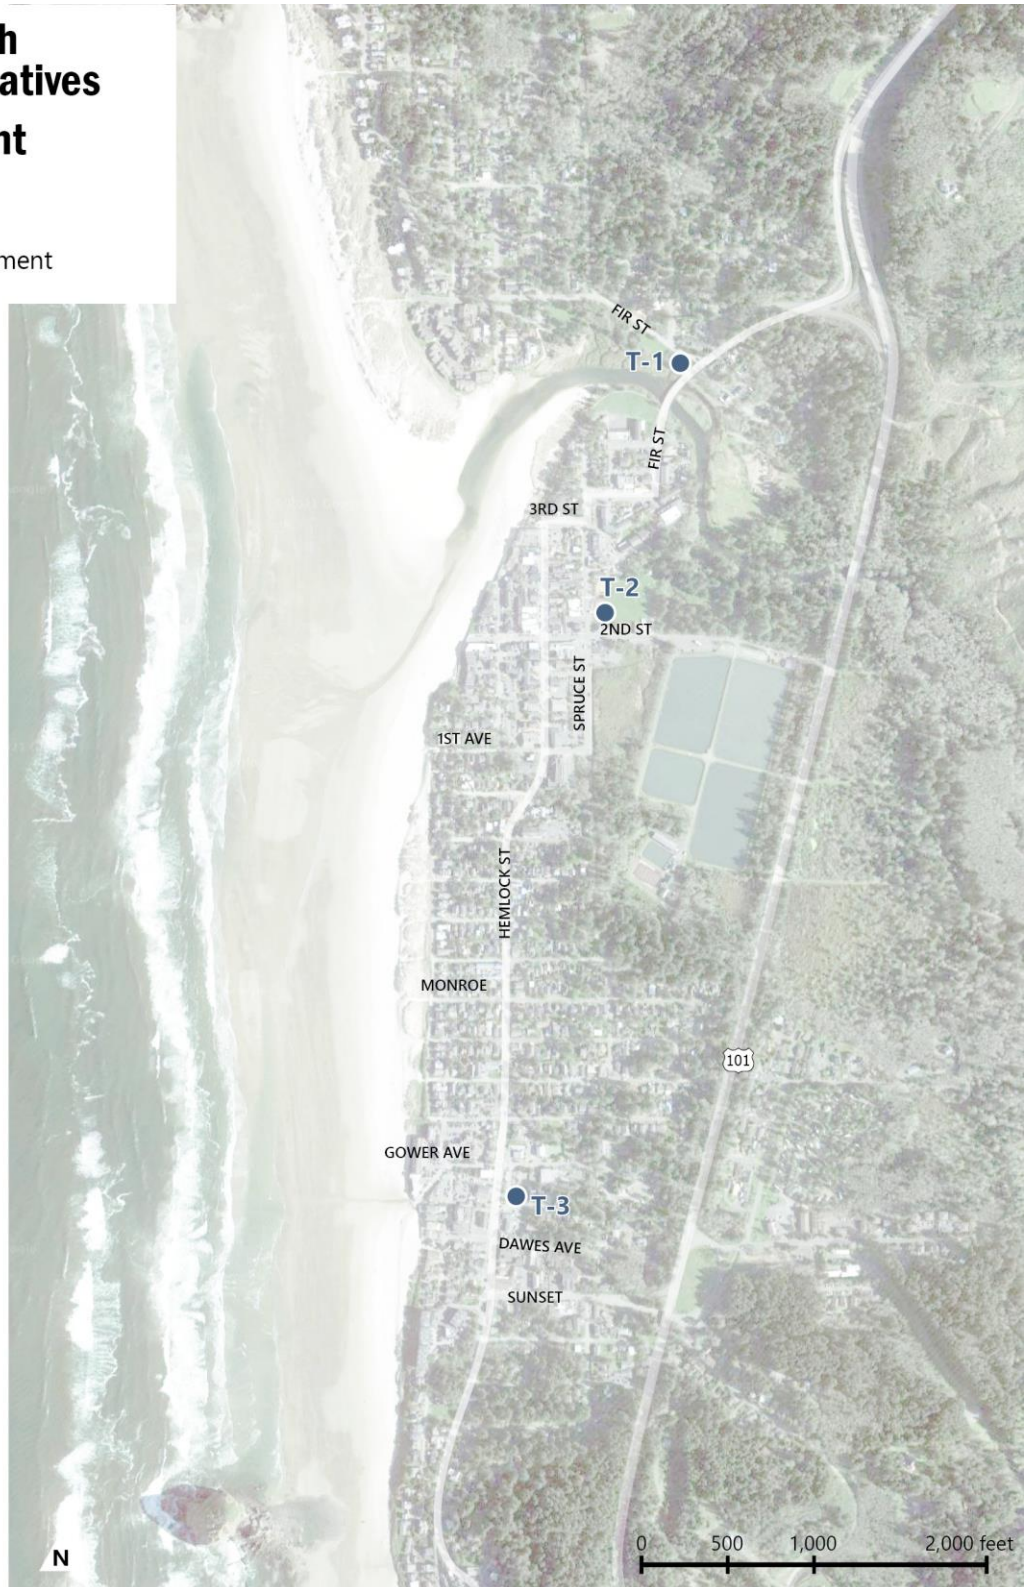 h
atives
nt
ment
FIR ST
T-1
FIR ST
3RD ST
T-2
2ND ST
SPRUCE ST
1ST AVE
HEMLOCK ST
MONROE
101
GOWER AVE
T-3
DAWES AVE
SUNSET
0 500 1,000 2,000 feet
N